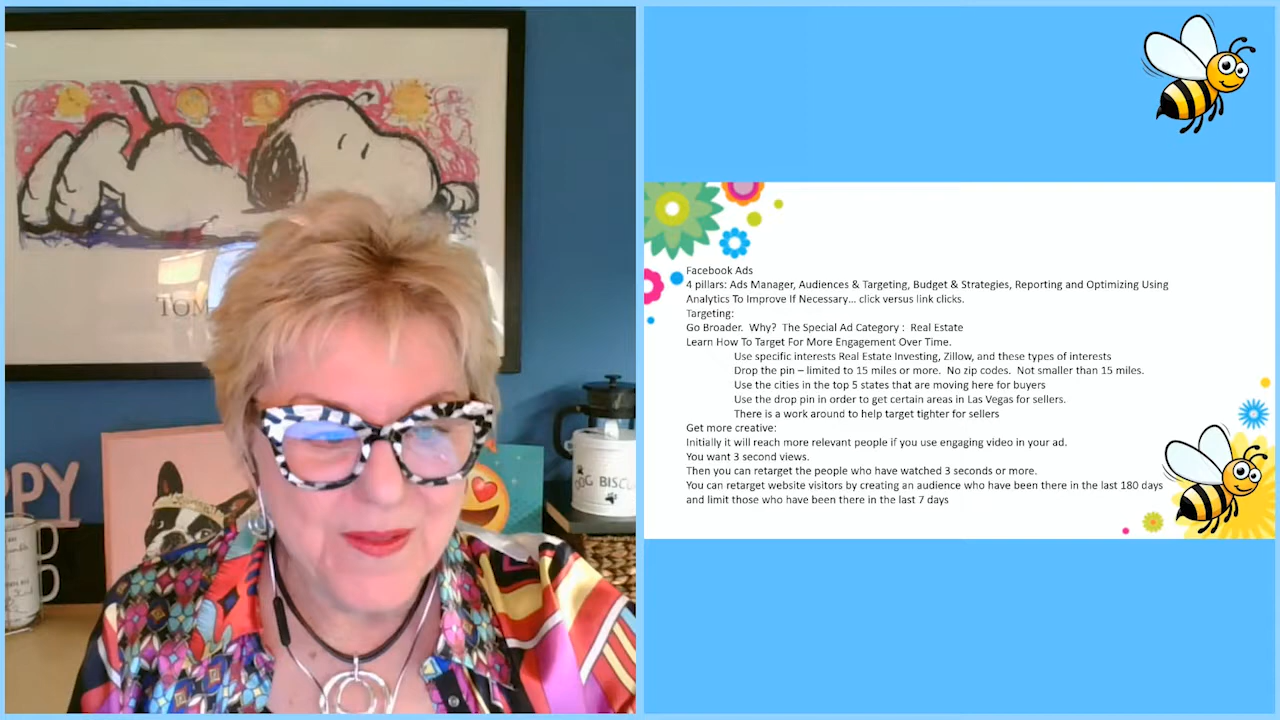 TOM
PPY
DOG BISCU
Facebook Ads
4 pillars: Ads Manager, Audiences & Targeting, Budget & Strategies, Reporting and Optimizing Using
Analytics To Improve If Necessary... click versus link clicks.
Targeting:
Go Broader. Why? The Special Ad Category : Real Estate
Learn How To Target For More Engagement Over Time.
Use specific interests Real Estate Investing, Zillow, and these types of interests
Drop the pin – limited to 15 miles or more. No zip codes. Not smaller than 15 miles.
Use the cities in the top 5 states that are moving here for buyers
Use the drop pin in order to get certain areas in Las Vegas for sellers.
There is a work around to help target tighter for sellers
Get more creative:
Initially it will reach more relevant people if you use engaging video in your ad.
You want 3 second views.
Then you can retarget the people who have watched 3 seconds or more.
You can retarget website visitors by creating an audience who have been there in the last 180 days
and limit those who have been there in the last 7 days